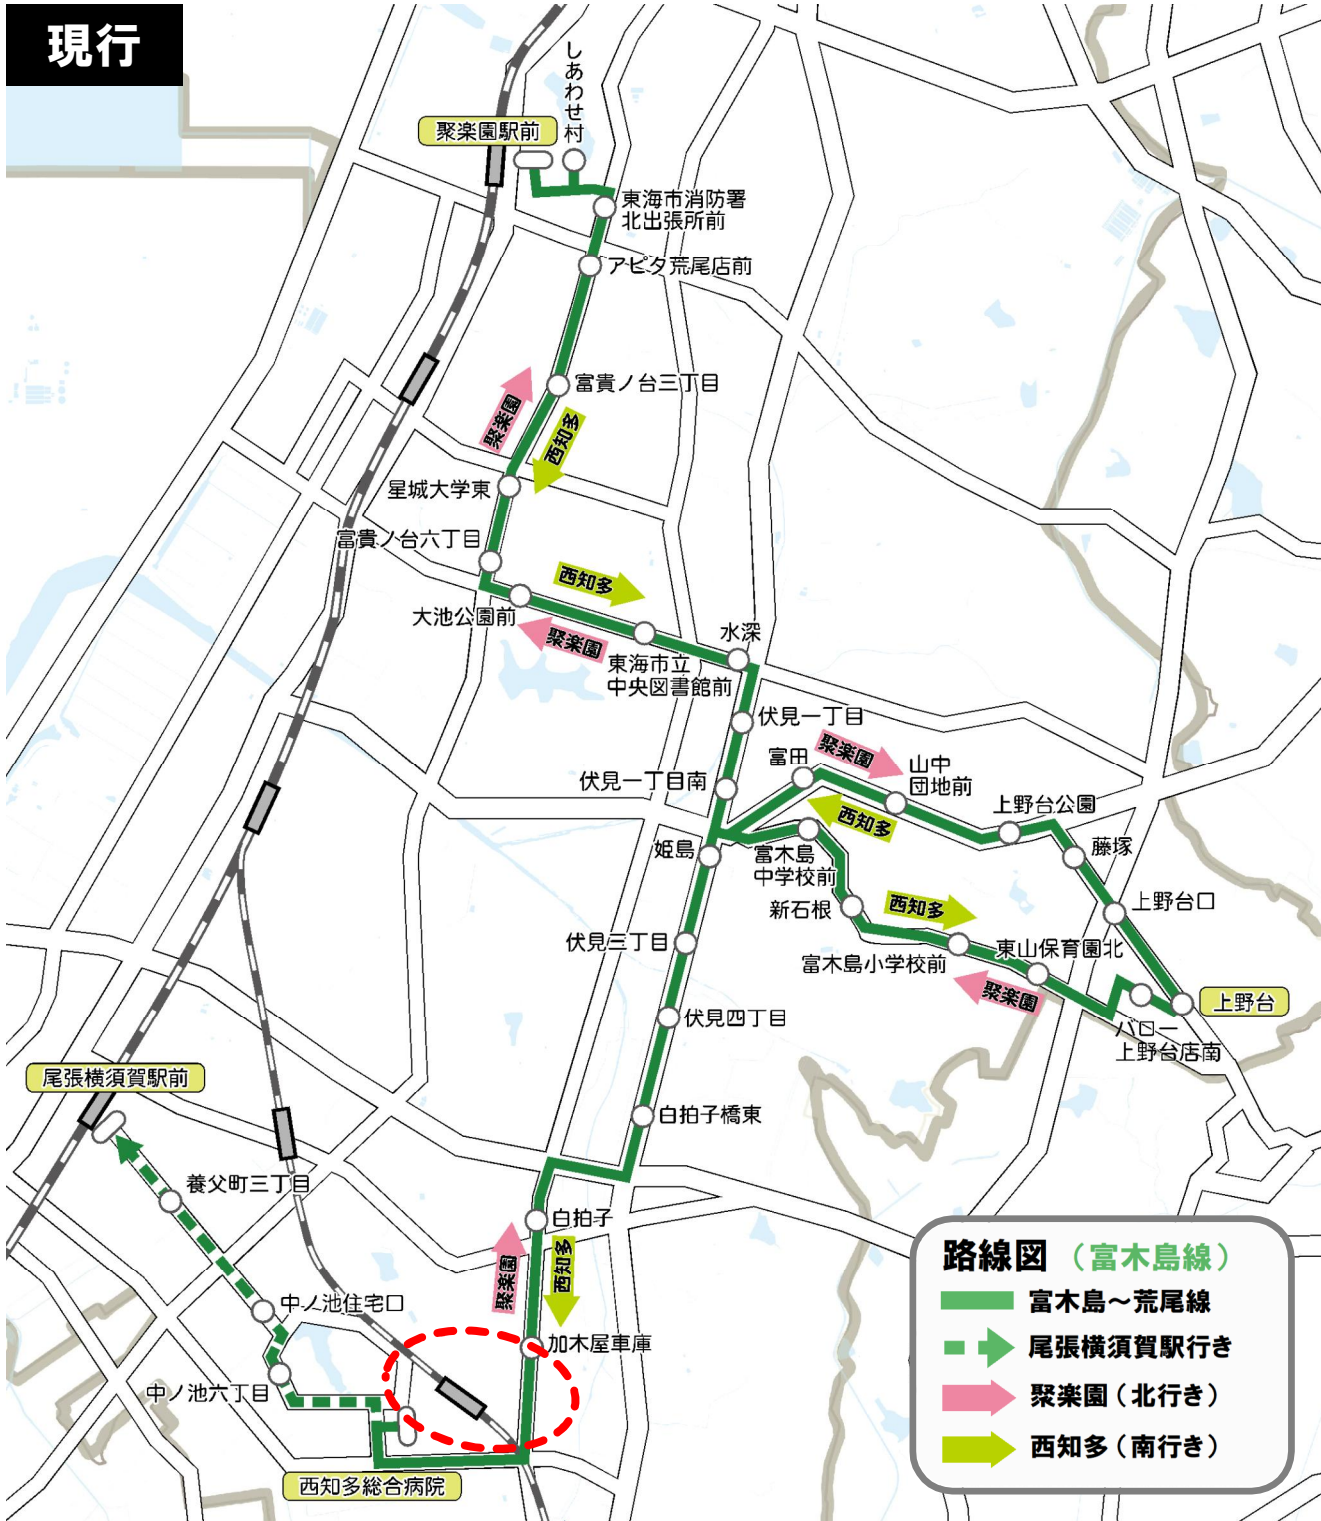 現行
しあわせ村
聚楽園駅前
東海市消防署
北出張所前
アピタ荒尾店前
富貴ノ台三丁目
聚楽園
西知多
星城大学東
富貴ノ台六丁目
西知多
大池公園前
聚楽園
水深
東海市立
中央図書館前
伏見一丁目
聚楽園
富田
山中
団地前
伏見一丁目南
上野台公園
西知多
姫島
富木島
中学校前
藤塚
新石根
西知多
上野台口
伏見三丁目
東山保育園北
富木島小学校前
聚楽園
上野台
伏見四丁目
バロー
上野台店南
尾張横須賀駅前
白拍子橋東
養父町三丁目
白拍子
聚楽園
西知多
中ノ池住宅口
加木屋車庫
中ノ池六丁目
西知多総合病院
路線図（富木島線）
富木島～荒尾線
尾張横須賀駅行き
聚楽園（北行き）
西知多（南行き）